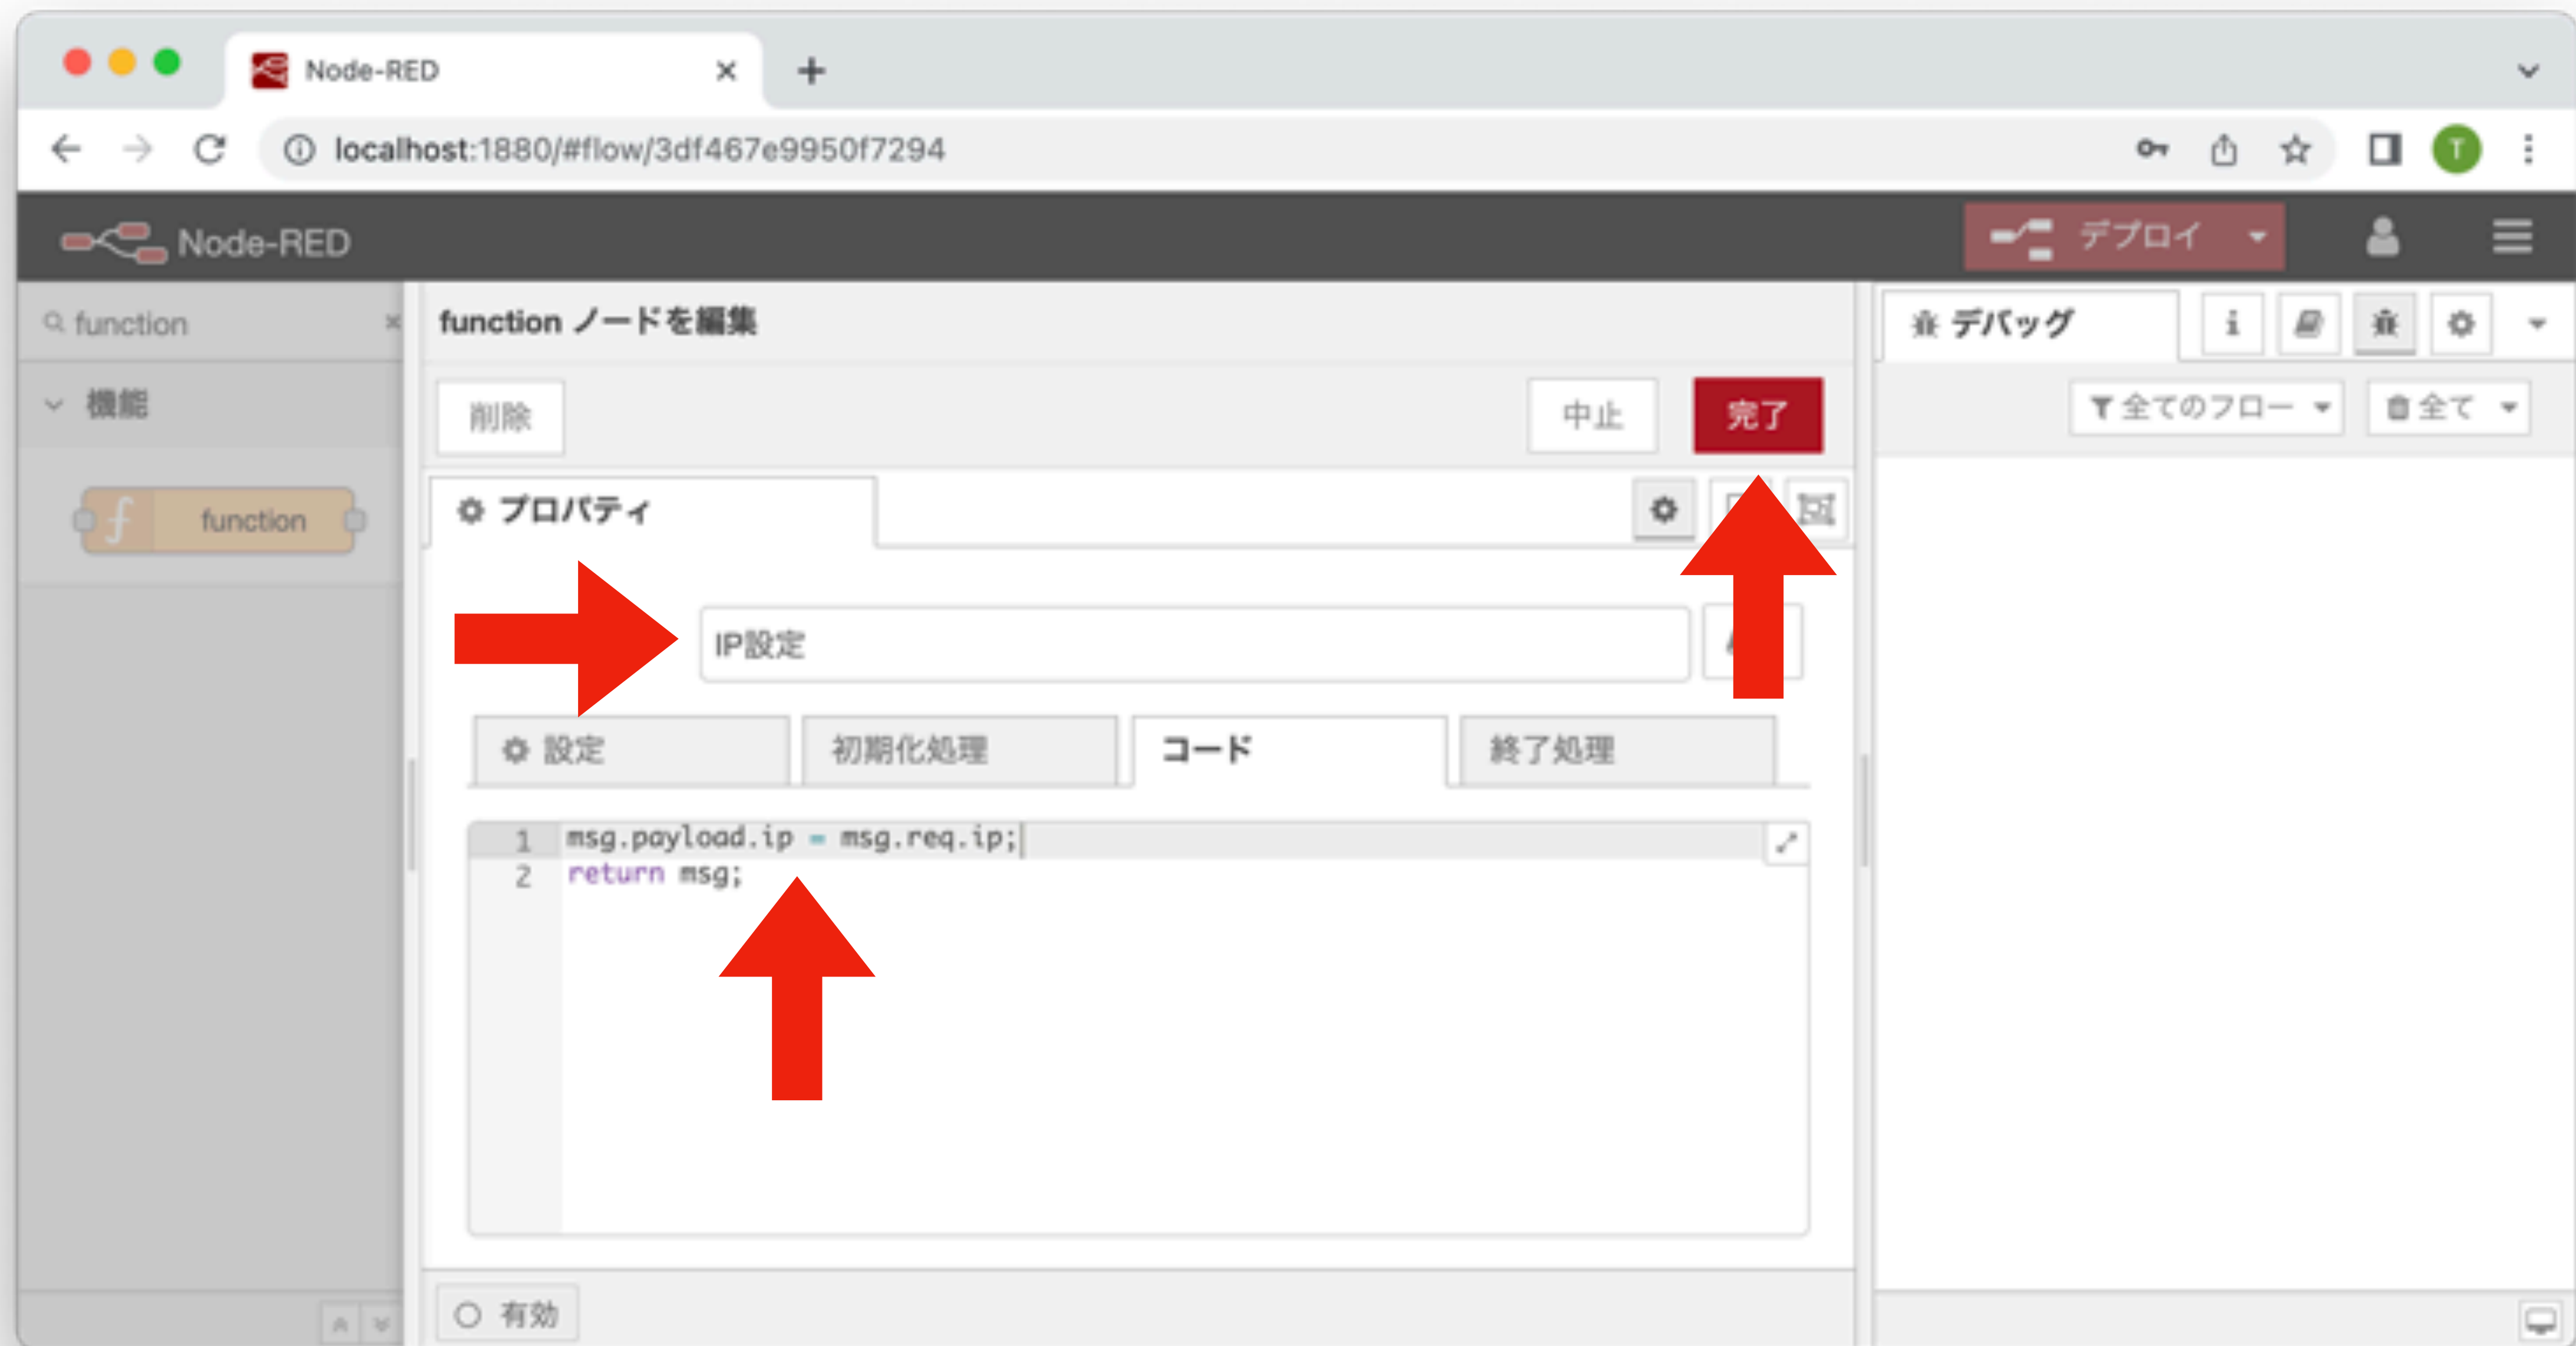 Node-RED
localhost:1880/#flow/3df467e9950f7294
T
Node-RED
デプロイ
function
機能
function
function ノードを編集
削除
中止
完了
プロパティ
IP設定
設定
初期化処理
コード
終了処理
1 msg.payload.ip = msg.req.ip;
2 return msg;
有効
デバッグ
i
全てのフロー
全て